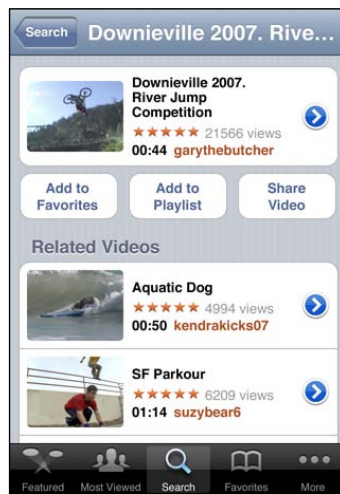 Search
Downieville 2007. Rive...
Downieville 2007.
River Jump
Competition
21566 views
00:44 garythebutcher
Add to
Favorites
Add to
Playlist
Share
Video
Related Videos
Aquatic Dog
4994 views
00:50 kendrakicks07
SF Parkour
6209 views
01:14 suzybear6
Featured
Most Viewed
Search
Favorites
More